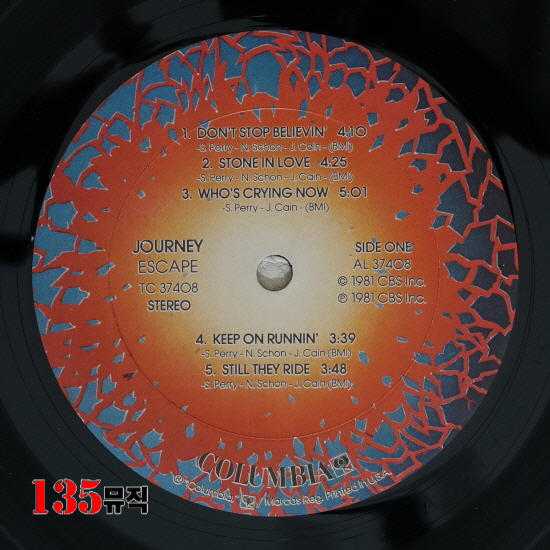 1. DON'T STOP BELIEVIN' 4:10
-S. Perry - N. Schon - J. Cain - (BMI)
2. STONE IN LOVE 4:25
-S. Perry - N. Schon - J. Cain - (BMI)
3. WHO'S CRYING NOW 5:01
-S. Perry - J. Cain - (BMI)
JOURNEY
ESCAPE
TC 37408
STEREO
SIDE ONE
AL 37408
© 1981 CBS Inc.
℗ 1981 CBS Inc.
4. KEEP ON RUNNIN' 3:39
-S. Perry - N. Schon - J. Cain (BMI)
5. STILL THEY RIDE 3:48
-S. Perry - N. Schon - J. Cain (BMI)
COLUMBIA
® "Columbia", / Marcas Reg. Printed in U.S.A.
135뮤직